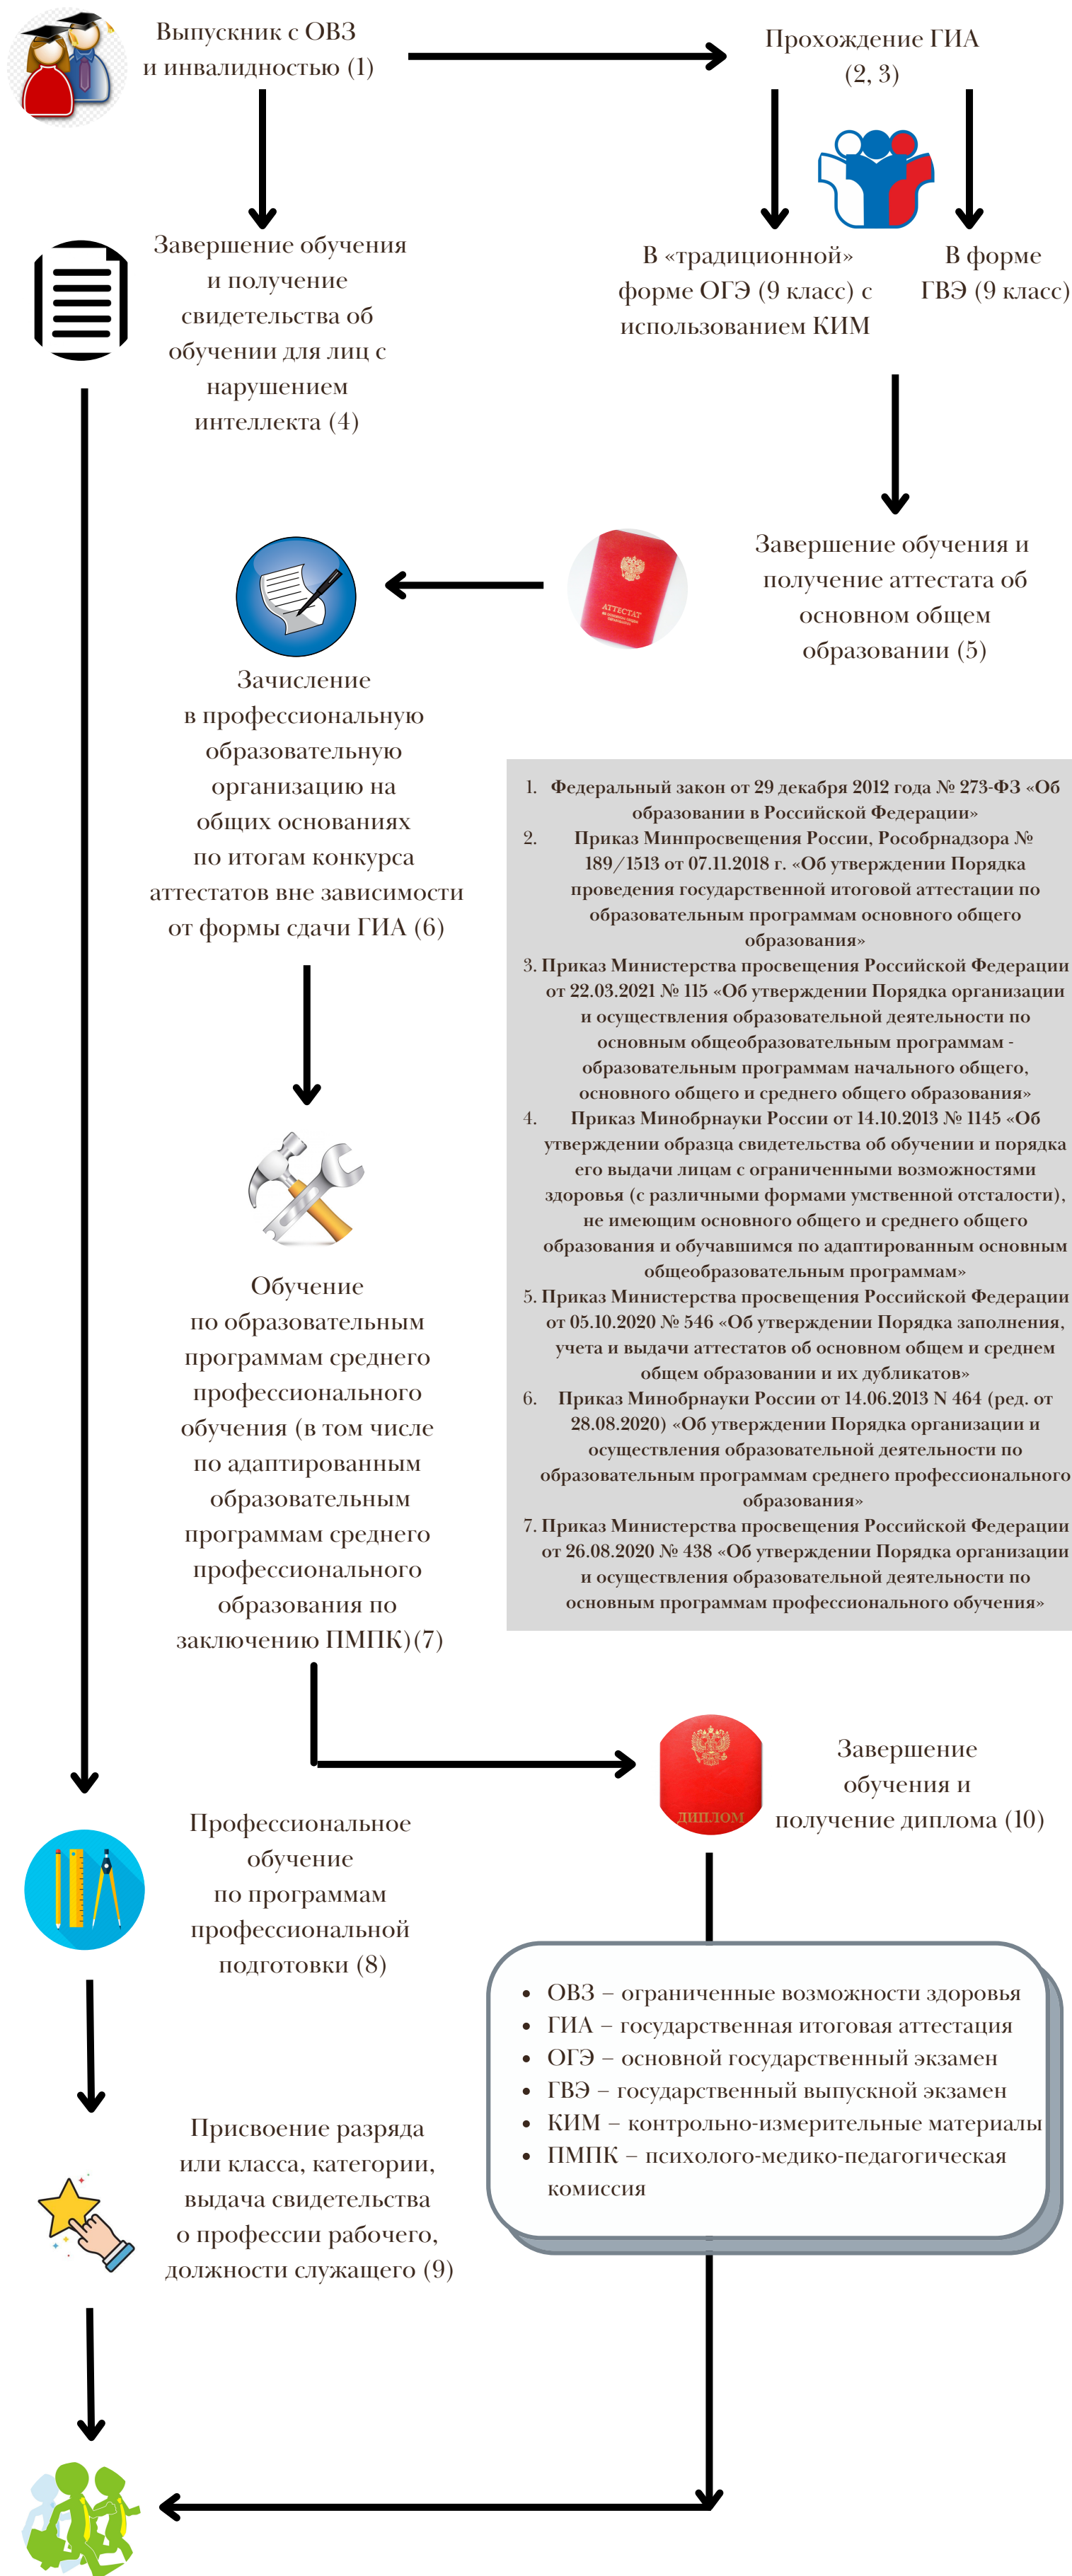 Выпускник с ОВЗ
и инвалидностью (1)
Прохождение ГИА
(2, 3)
Завершение обучения
и получение
свидетельства об
обучении для лиц с
нарушением
интеллекта (4)
В «традиционной»
форме ОГЭ (9 класс) с
использованием КИМ
В форме
ГВЭ (9 класс)
Завершение обучения и
получение аттестата об
основном общем
образовании (5)
АТТЕСТАТ
Зачисление
в профессиональную
образовательную
организацию на
общих основаниях
по итогам конкурса
аттестатов вне зависимости
от формы сдачи ГИА (6)
1. Федеральный закон от 29 декабря 2012 года № 273-ФЗ «Об
образовании в Российской Федерации»
2. Приказ Минпросвещения России, Рособрнадзора №
189/1513 от 07.11.2018 г. «Об утверждении Порядка
проведения государственной итоговой аттестации по
образовательным программам основного общего
образования»
3. Приказ Министерства просвещения Российской Федерации
от 22.03.2021 № 115 «Об утверждении Порядка организации
и осуществления образовательной деятельности по
основным общеобразовательным программам -
образовательным программам начального общего,
основного общего и среднего общего образования»
4. Приказ Минобрнауки России от 14.10.2013 № 1145 «Об
утверждении образца свидетельства об обучении и порядка
его выдачи лицам с ограниченными возможностями
здоровья (с различными формами умственной отсталости),
не имеющим основного общего и среднего общего
образования и обучавшимся по адаптированным основным
общеобразовательным программам»
5. Приказ Министерства просвещения Российской Федерации
от 05.10.2020 № 546 «Об утверждении Порядка заполнения,
учета и выдачи аттестатов об основном общем и среднем
общем образовании и их дубликатов»
6. Приказ Минобрнауки России от 14.06.2013 N 464 (ред. от
28.08.2020) «Об утверждении Порядка организации и
осуществления образовательной деятельности по
образовательным программам среднего профессионального
образования»
7. Приказ Министерства просвещения Российской Федерации
от 26.08.2020 № 438 «Об утверждении Порядка организации
и осуществления образовательной деятельности по
основным программам профессионального обучения»
Обучение
по образовательным
программам среднего
профессионального
обучения (в том числе
по адаптированным
образовательным
программам среднего
профессионального
образования по
заключению ПМПК)(7)
ДИПЛОМ
Завершение
обучения и
получение диплома (10)
Профессиональное
обучение
по программам
профессиональной
подготовки (8)
• ОВЗ – ограниченные возможности здоровья
• ГИА – государственная итоговая аттестация
• ОГЭ – основной государственный экзамен
• ГВЭ – государственный выпускной экзамен
• КИМ – контрольно-измерительные материалы
• ПМПК – психолого-медико-педагогическая
комиссия
Присвоение разряда
или класса, категории,
выдача свидетельства
о профессии рабочего,
должности служащего (9)